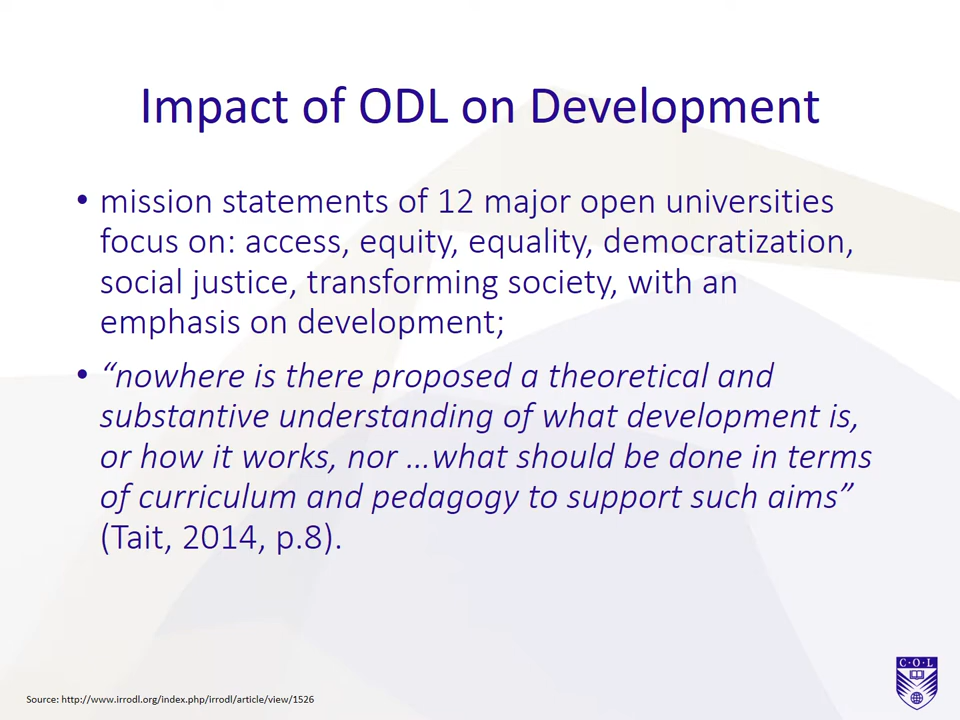 Impact of ODL on Development
• mission statements of 12 major open universities
focus on: access, equity, equality, democratization,
social justice, transforming society, with an
emphasis on development;
• “nowhere is there proposed a theoretical and
substantive understanding of what development is,
or how it works, nor …what should be done in terms
of curriculum and pedagogy to support such aims”
(Tait, 2014, p.8).
C·O·L
Source: http://www.irrodl.org/index.php/irrodl/article/view/1526